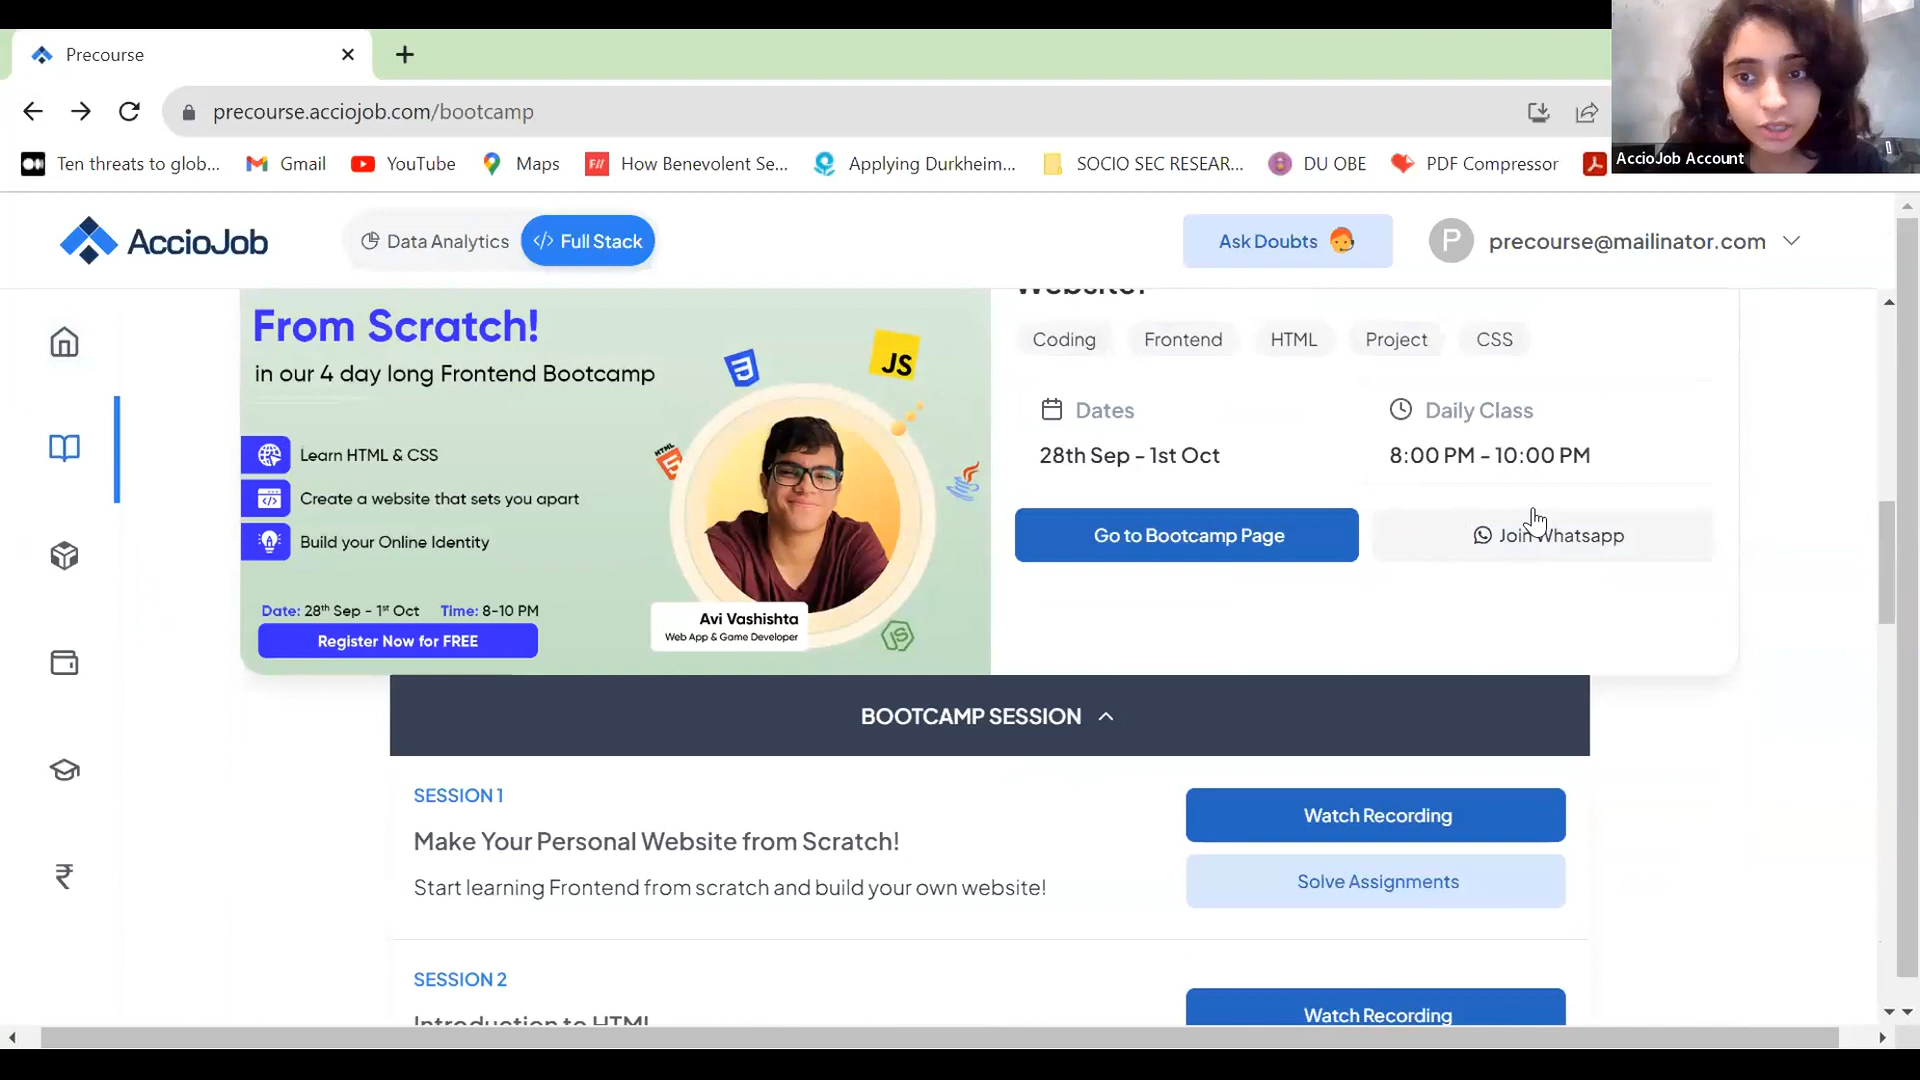 Precourse
precourse.acciojob.com/bootcamp
Ten threats to glob... Gmail YouTube Maps How Benevolent Se... Applying Durkheim... SOCIO SEC RESEAR... DU OBE PDF Compressor
AccioJob Account
AccioJob Data Analytics </> Full Stack Ask Doubts P precourse@mailinator.com
From Scratch!
in our 4 day long Frontend Bootcamp
Learn HTML & CSS
Create a website that sets you apart
Build your Online Identity
Date: 28th Sep - 1st Oct Time: 8-10 PM
Register Now for FREE
JS
HTML
Avi Vashishta
Web App & Game Developer
Website!
Coding Frontend HTML Project CSS
Dates
28th Sep - 1st Oct
Daily Class
8:00 PM - 10:00 PM
Go to Bootcamp Page
Join Whatsapp
BOOTCAMP SESSION
SESSION 1
Make Your Personal Website from Scratch!
Start learning Frontend from scratch and build your own website!
Watch Recording
Solve Assignments
SESSION 2
Introduction to HTML
Watch Recording